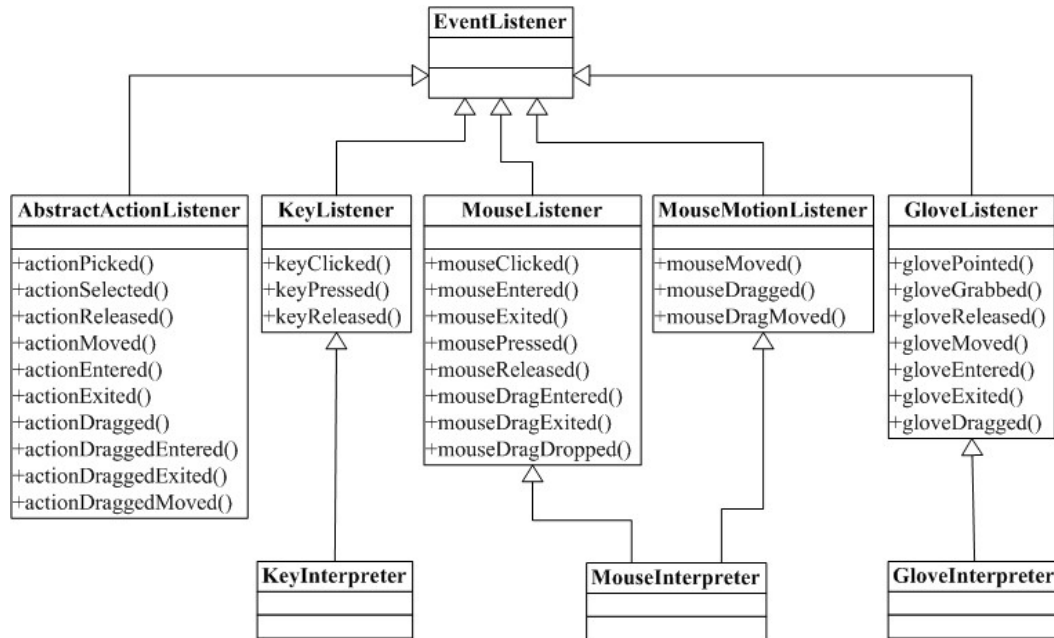 EventListener
AbstractActionListener
+actionPicked()
+actionSelected()
+actionReleased()
+actionMoved()
+actionEntered()
+actionExited()
+actionDragged()
+actionDraggedEntered()
+actionDraggedExited()
+actionDraggedMoved()
KeyListener
+keyClicked()
+keyPressed()
+keyReleased()
MouseListener
+mouseClicked()
+mouseEntered()
+mouseExited()
+mousePressed()
+mouseReleased()
+mouseDragEntered()
+mouseDragExited()
+mouseDragDropped()
MouseMotionListener
+mouseMoved()
+mouseDragged()
+mouseDragMoved()
GloveListener
+glovePointed()
+gloveGrabbed()
+gloveReleased()
+gloveMoved()
+gloveEntered()
+gloveExited()
+gloveDragged()
KeyInterpreter
MouseInterpreter
GloveInterpreter